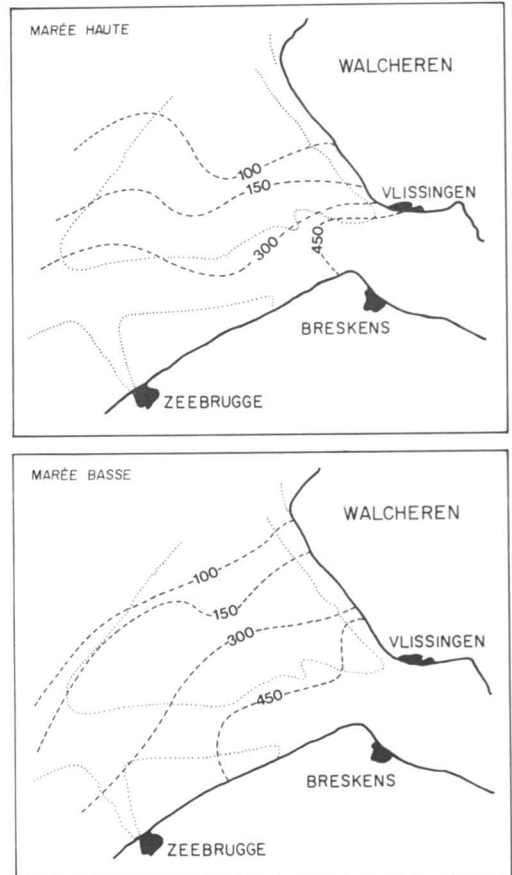 MARÉE HAUTE
WALCHEREN
100
150
VLISSINGEN
300
450
BRESKENS
ZEEBRUGGE
MARÉE BASSE
WALCHEREN
100
150
300
VLISSINGEN
450
BRESKENS
ZEEBRUGGE